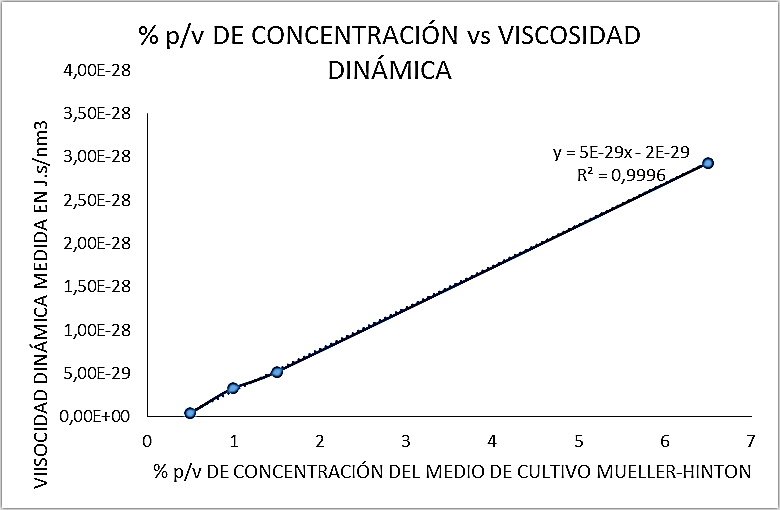 % p/v DE CONCENTRACIÓN vs VISCOSIDAD
DINÁMICA
4,00E-28
3,50E-28
3,00E-28
2,50E-28
2,00E-28
1,50E-28
1,00E-28
5,00E-29
0,00E+00
VIISOCIDAD DINÁMICA MEDIDA EN J.s/nm3
y = 5E-29x - 2E-29
R² = 0,9996
0 1 2 3 4 5 6 7
% p/v DE CONCENTRACIÓN DEL MEDIO DE CULTIVO MUELLER-HINTON